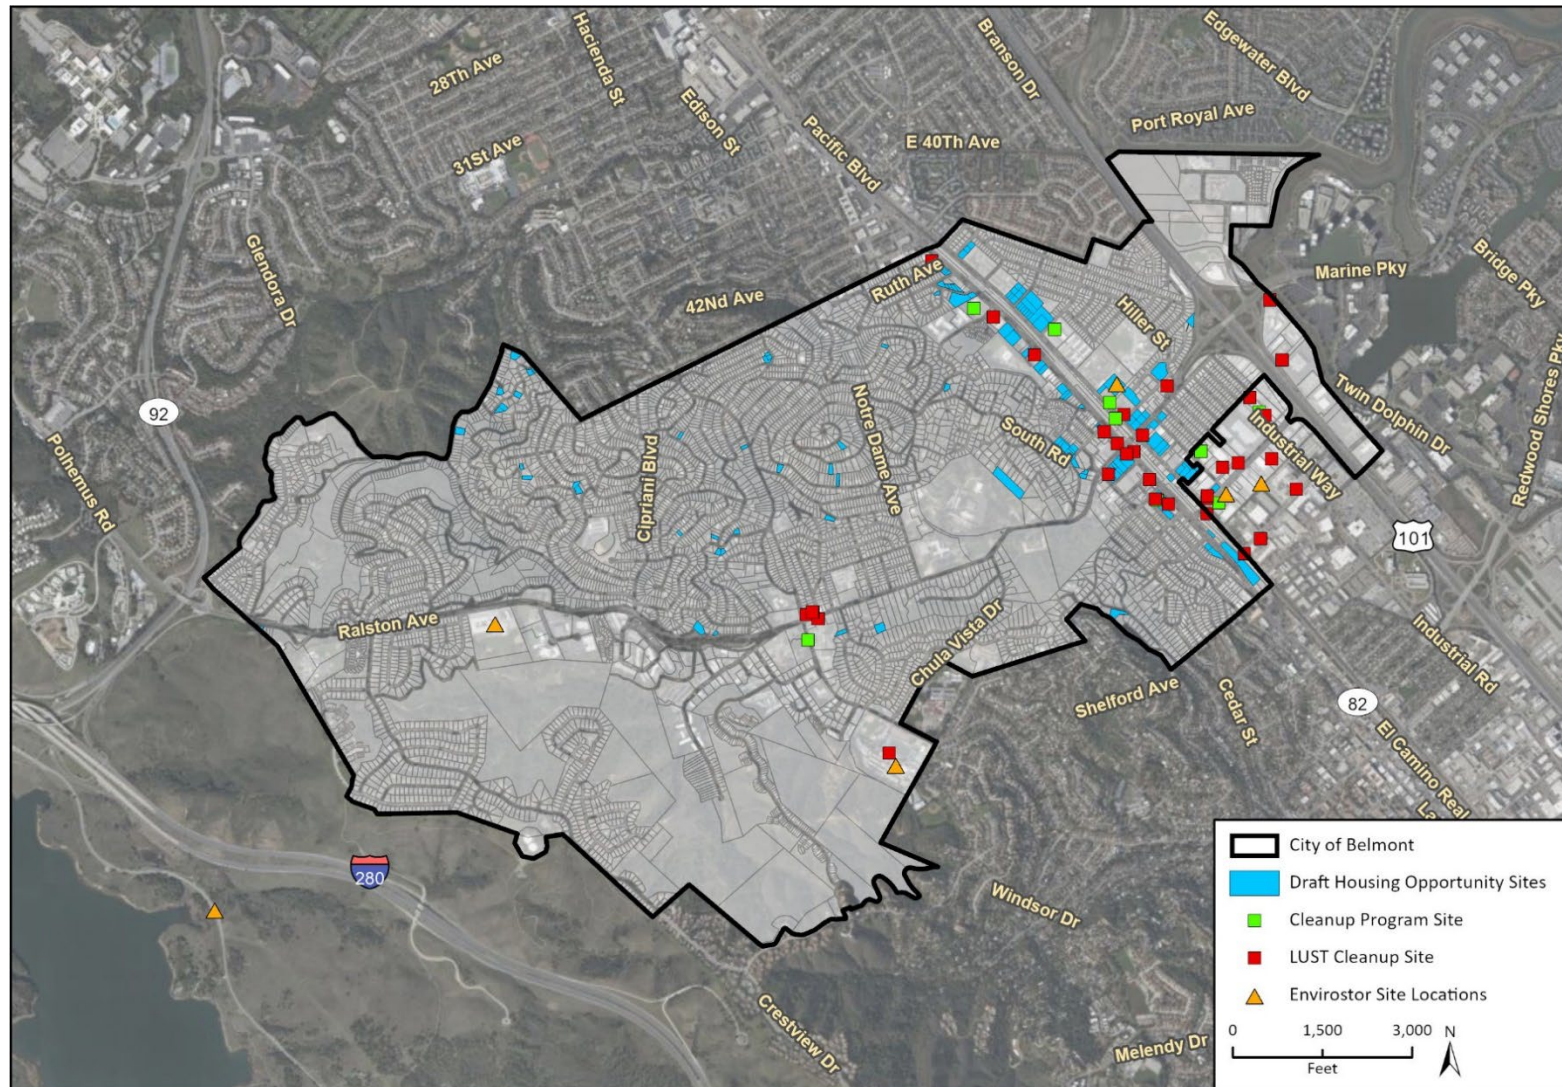 Hacienda St
28Th Ave
31St Ave
Edison St
Pacific Blvd
Branson Dr
Edgewater Blvd
Port Royal Ave
E 40Th Ave
Glendora Dr
92
Polhemus Rd
42Nd Ave
Ruth Ave
Hiller St
Marine Pky
Bridge Pky
Redwood Shores Pky
Twin Dolphin Dr
Cipriani Blvd
Notre Dame Ave
South Rd
Industrial Way
101
Ralston Ave
Chula Vista Dr
Shelford Ave
Cedar St
82
Industrial Rd
El Camino Real
La
280
Windsor Dr
Crestview Dr
Melendy Dr
City of Belmont
Draft Housing Opportunity Sites
Cleanup Program Site
LUST Cleanup Site
Envirostor Site Locations
0 1,500 3,000
Feet
N